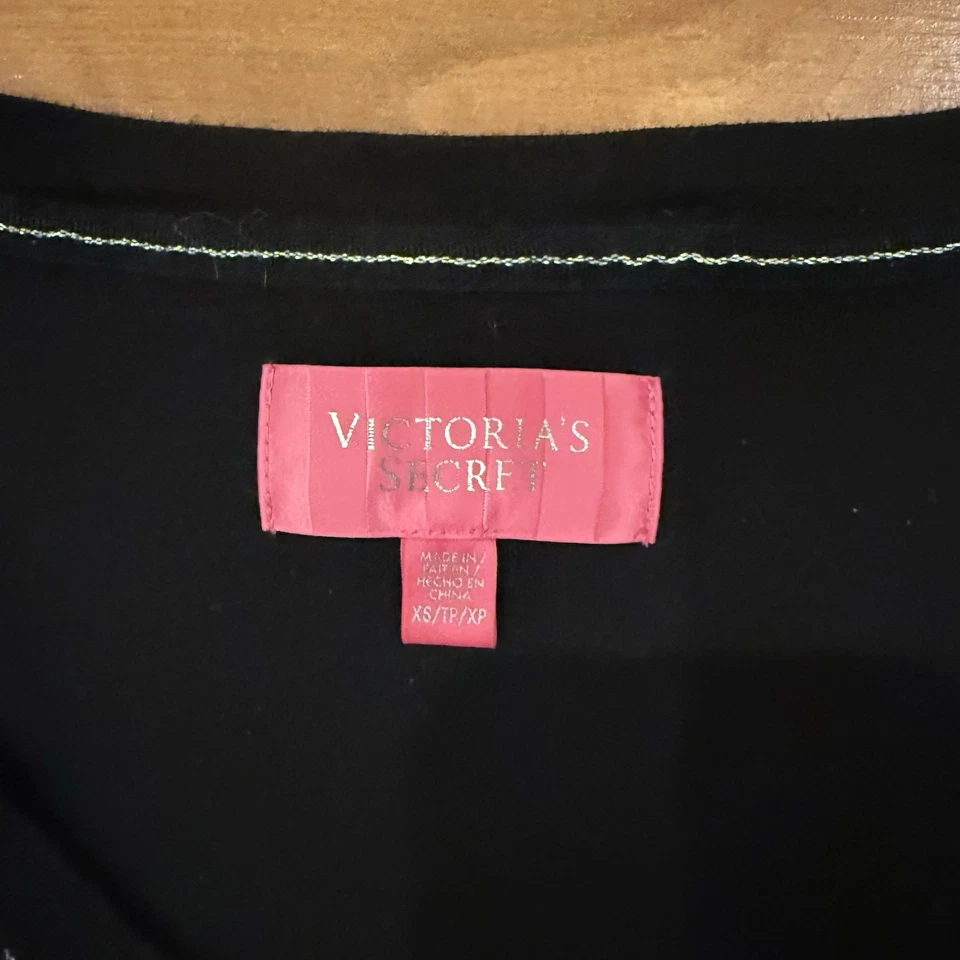 VICTORIA'S
SECRET
MADE IN /
FAIT EN /
HECHO EN
CHINA
XS/TP/XP